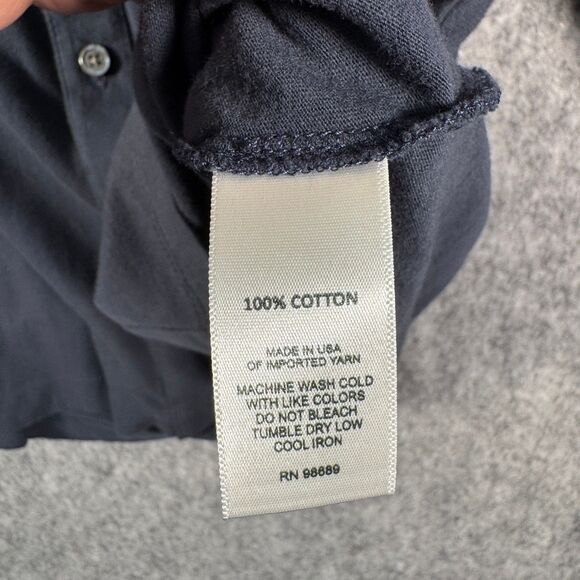 100% COTTON
MADE IN USA
OF IMPORTED YARN
MACHINE WASH COLD
WITH LIKE COLORS
DO NOT BLEACH
TUMBLE DRY LOW
COOL IRON
RN 98689